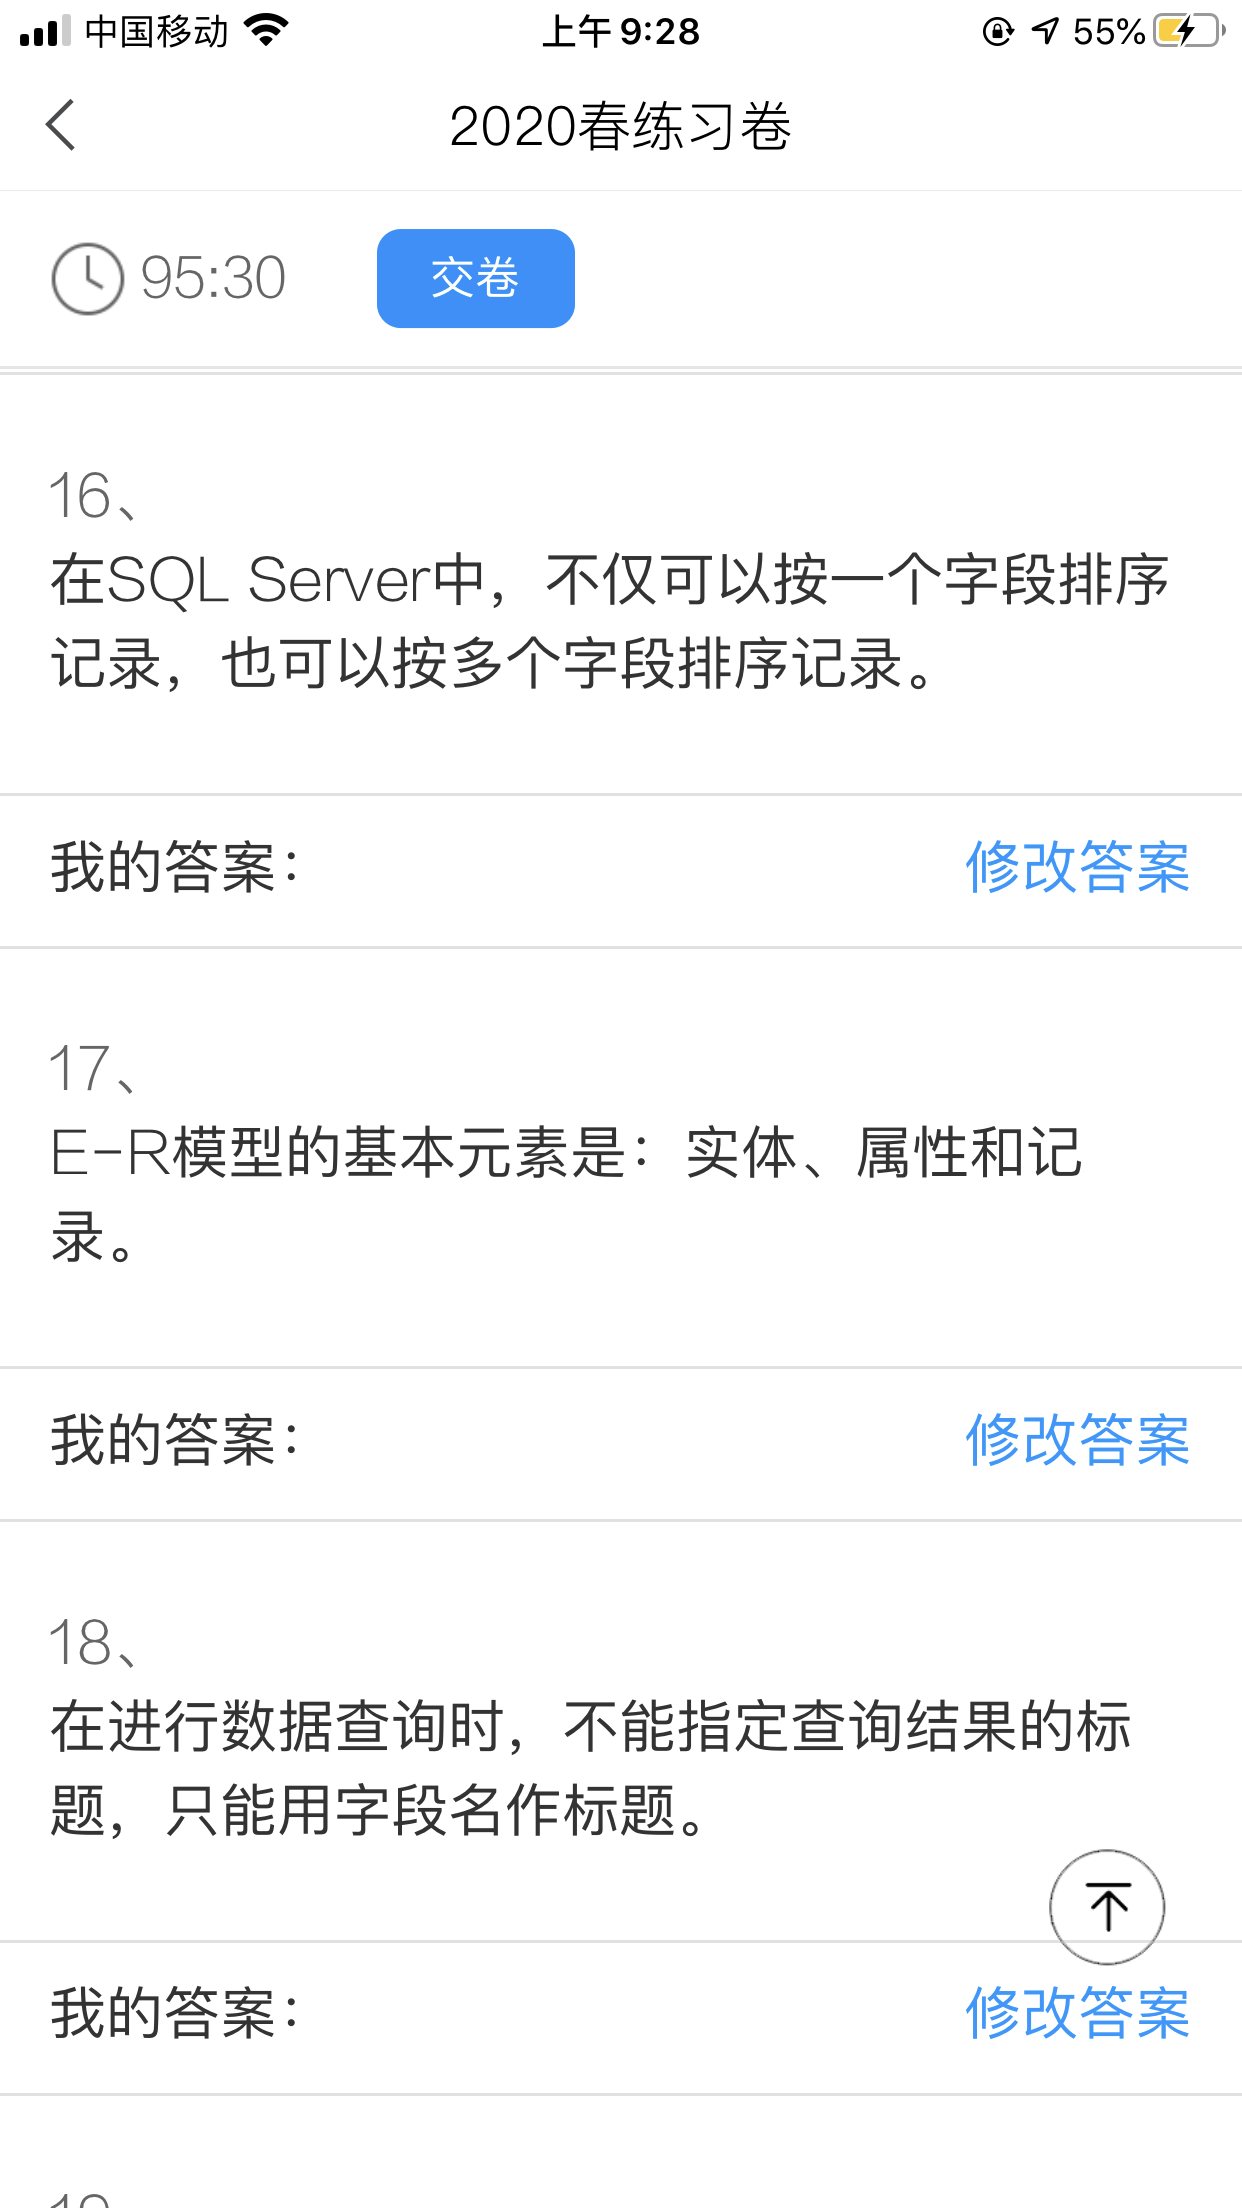 中国移动
上午 9:28
55%
2020春练习卷
95:30
交卷
16、
在SQL Server中，不仅可以按一个字段排序
记录，也可以按多个字段排序记录。
我的答案：
修改答案
17、
E-R模型的基本元素是：实体、属性和记
录。
我的答案：
修改答案
18、
在进行数据查询时，不能指定查询结果的标
题，只能用字段名作标题。
我的答案：
修改答案